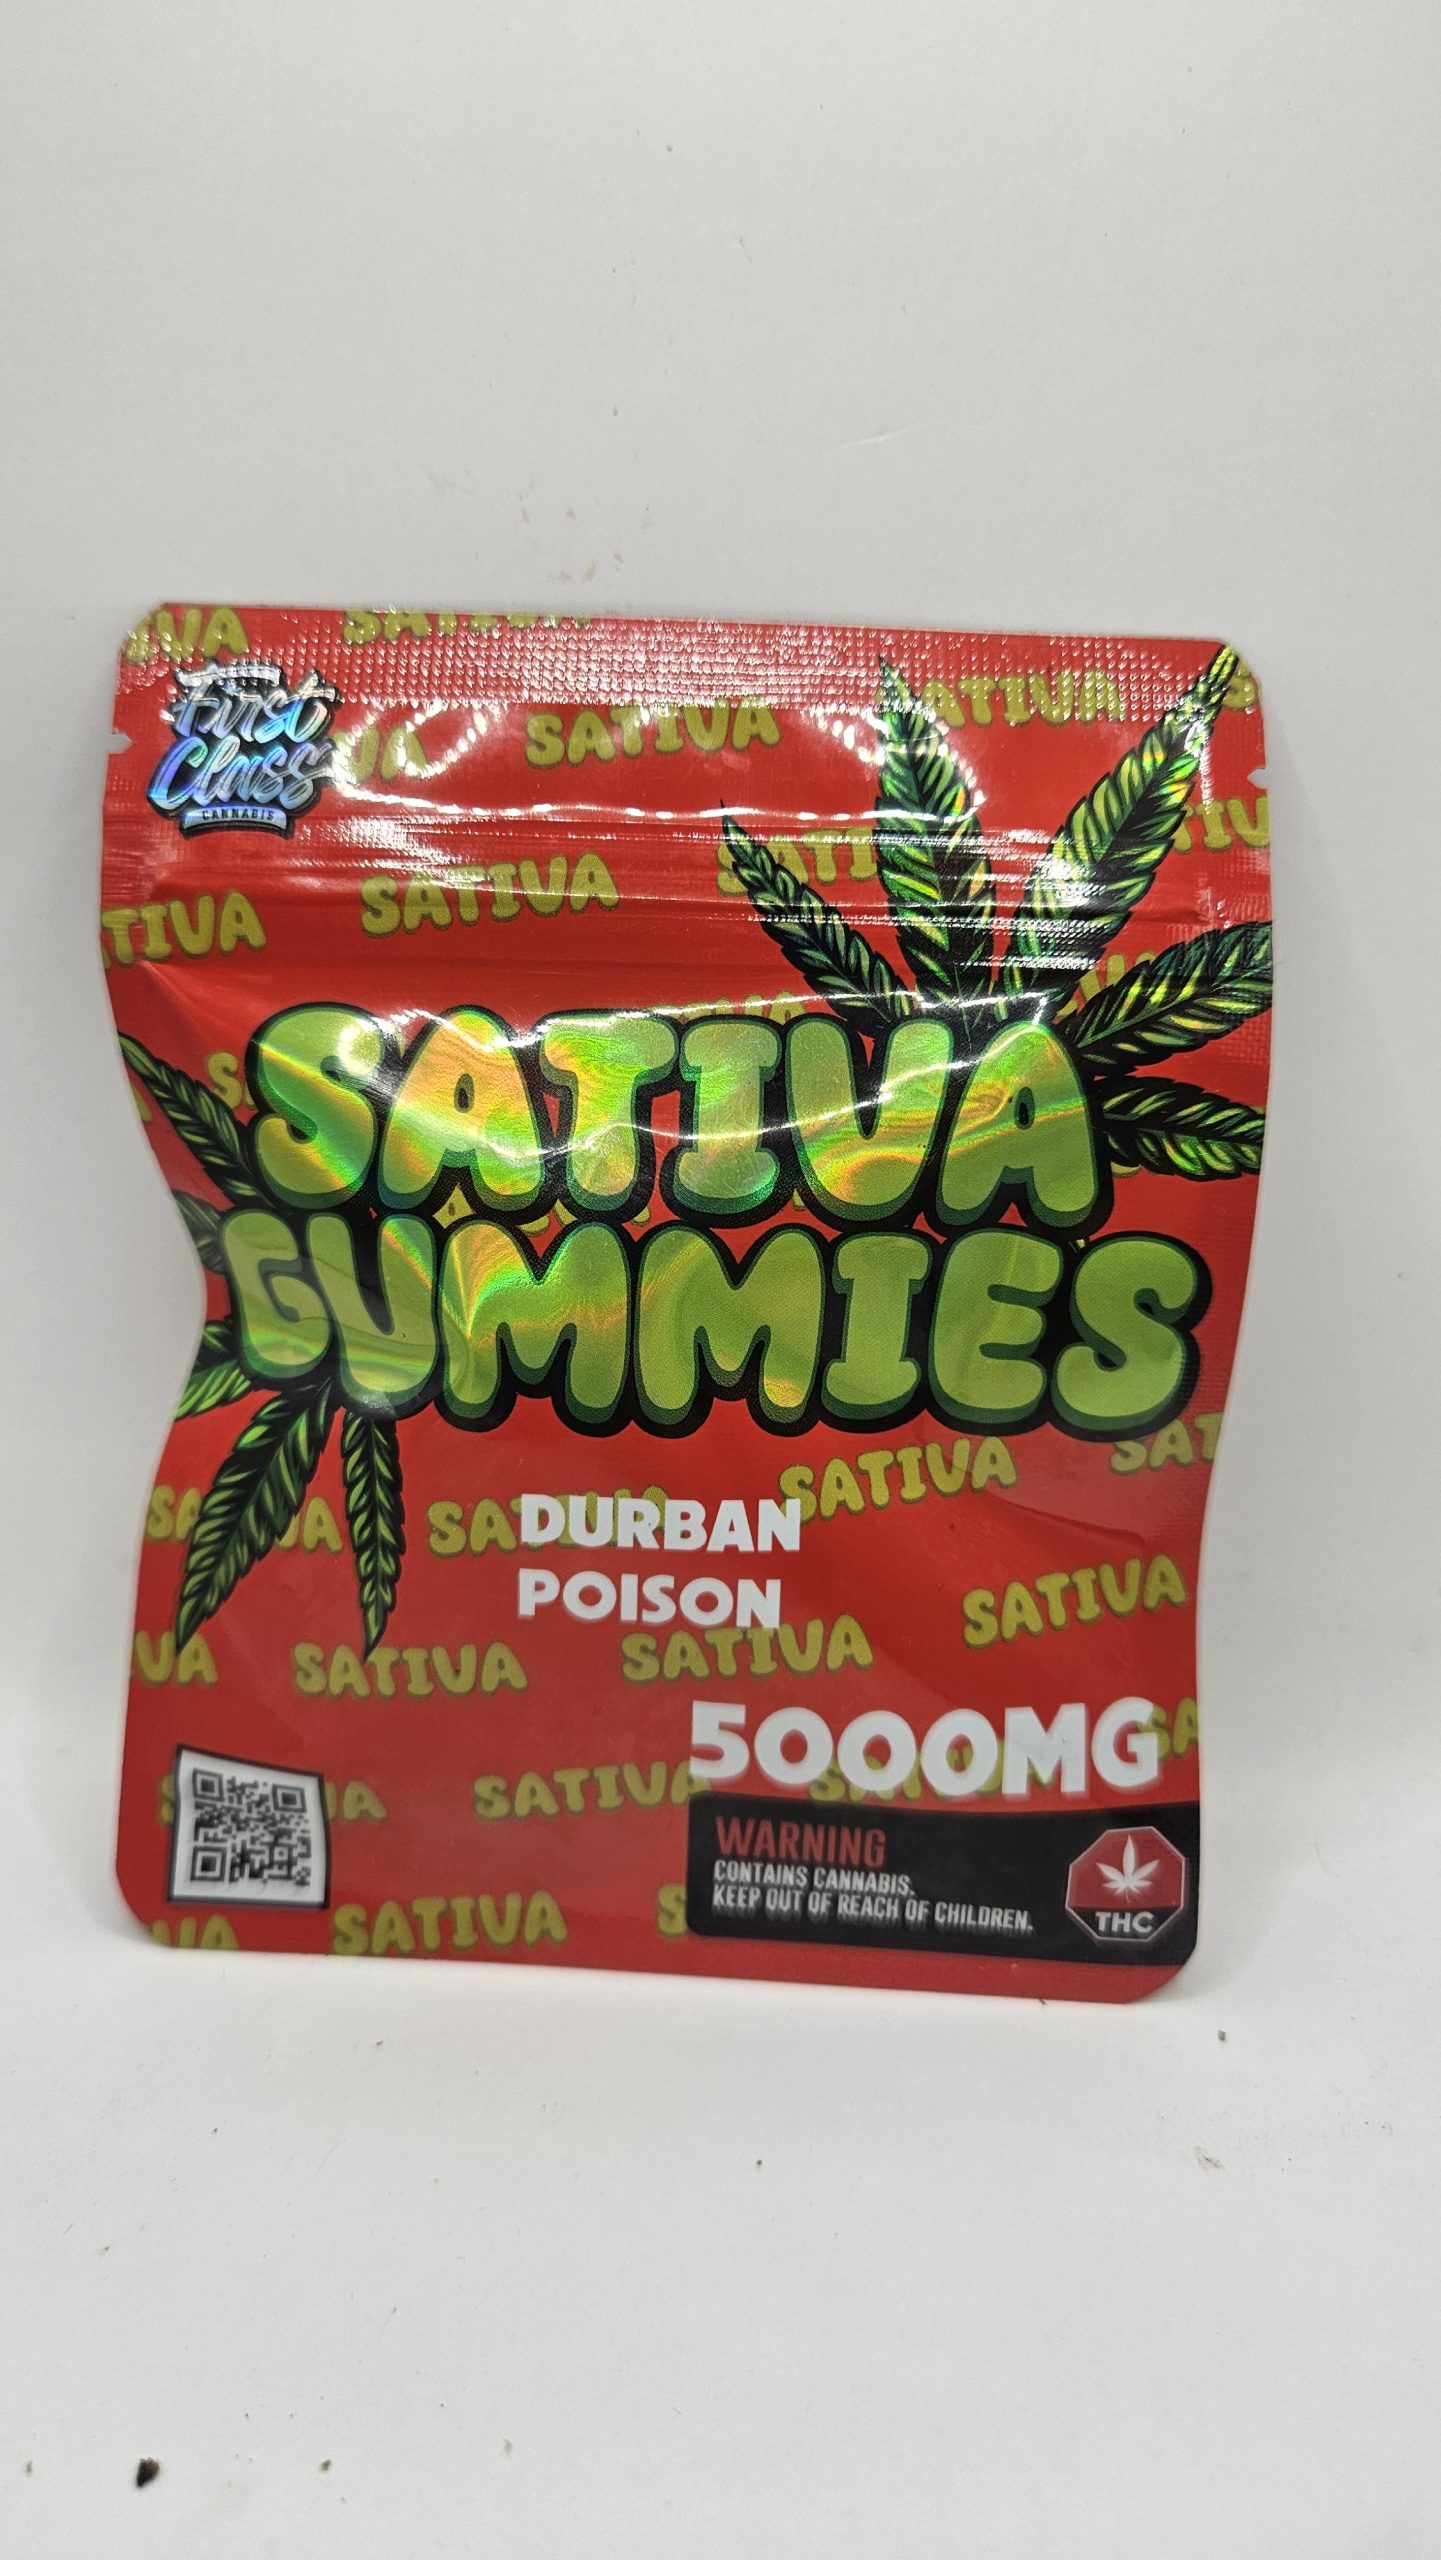 First
Class
CANNABIS
SATIVA
SATIVA
SATIVA
SATIVA
GUMMIES
SATIVA
DURBAN
POISON
SATIVA
SATIVA
SATIVA
5000MG
SATIVA
WARNING
CONTAINS CANNABIS.
KEEP OUT OF REACH OF CHILDREN.
THC
SATIVA